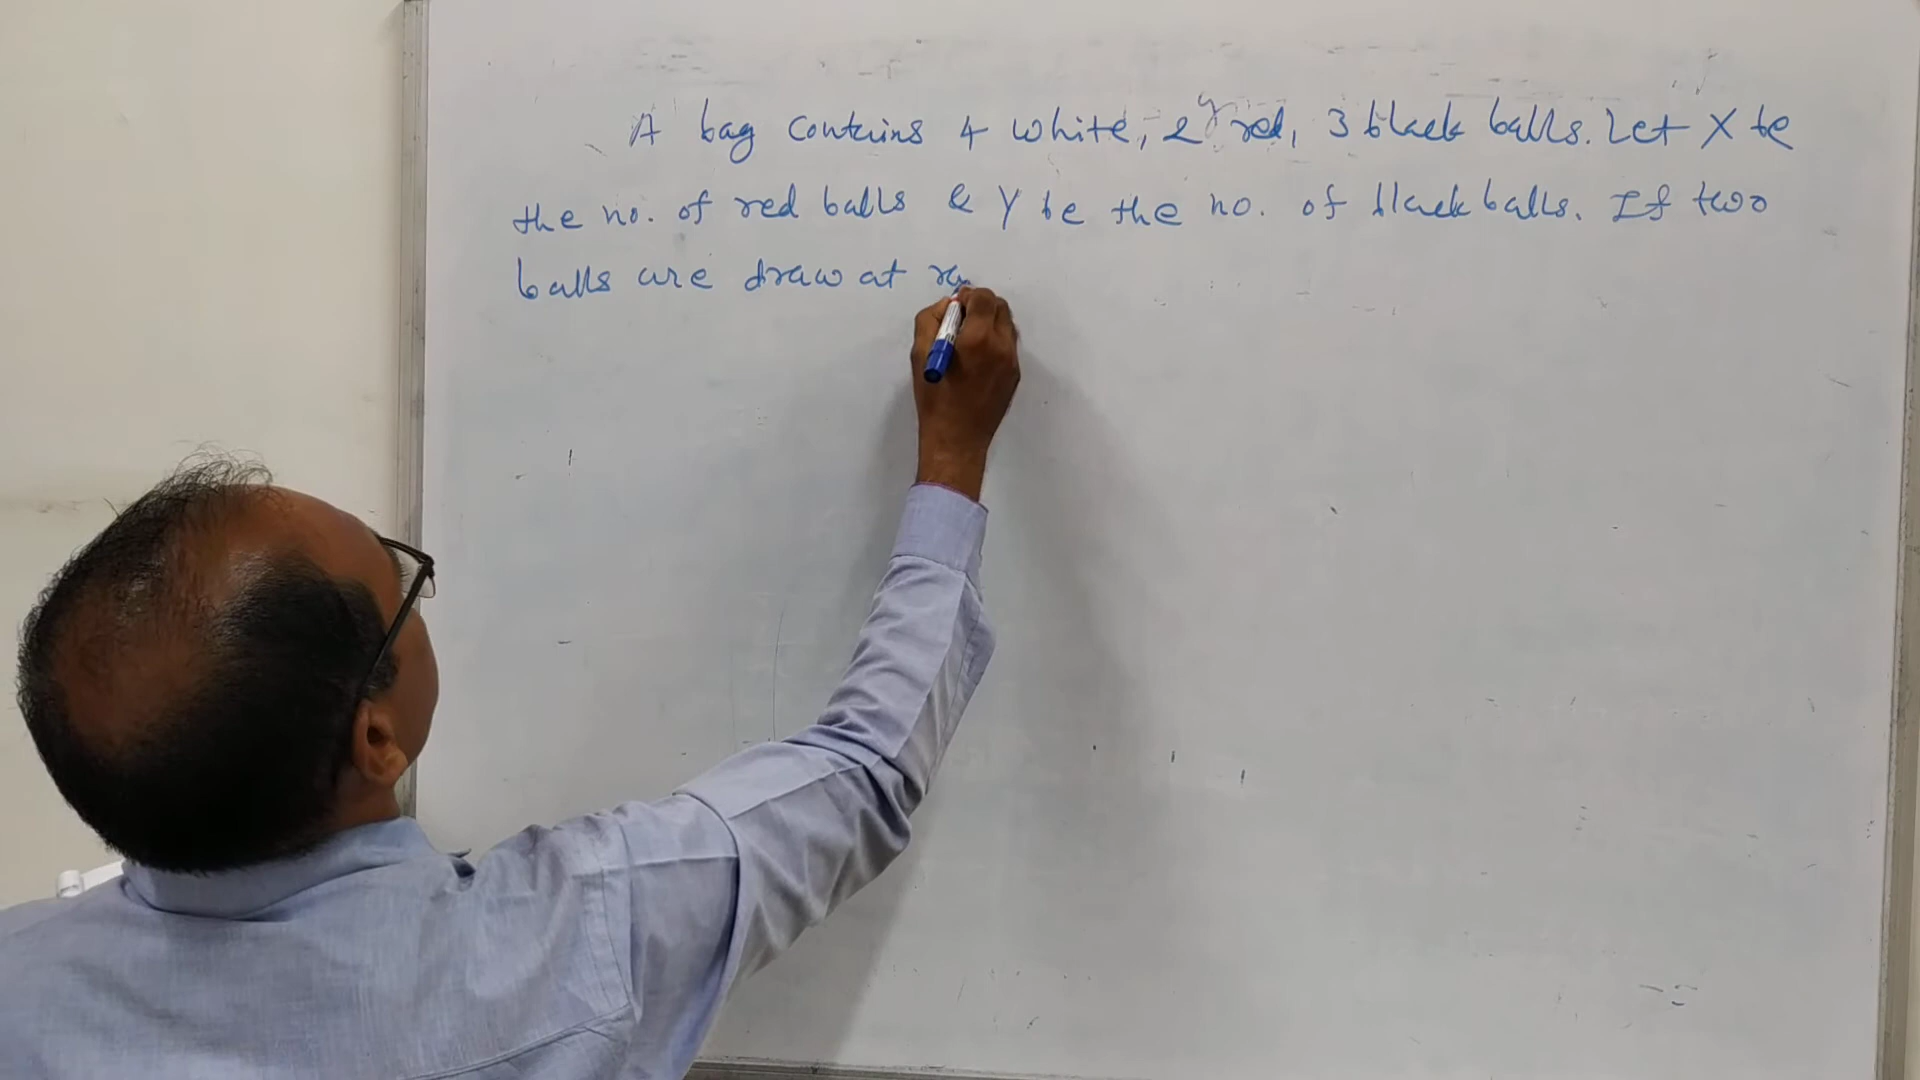 A bag contains 4 white, 2 red, 3 black balls. Let X be
the no. of red balls & Y be the no. of black balls. If two
balls are draw at ra